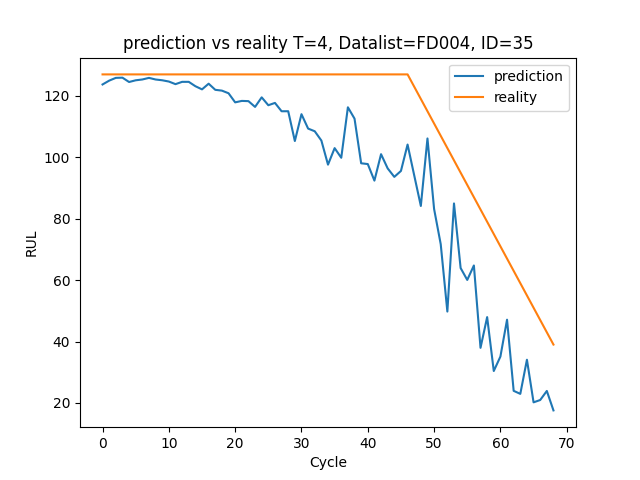 prediction vs reality T=4, Datalist=FD004, ID=35
prediction
reality
120
100
80
60
40
20
RUL
0 10 20 30 40 50 60 70
Cycle